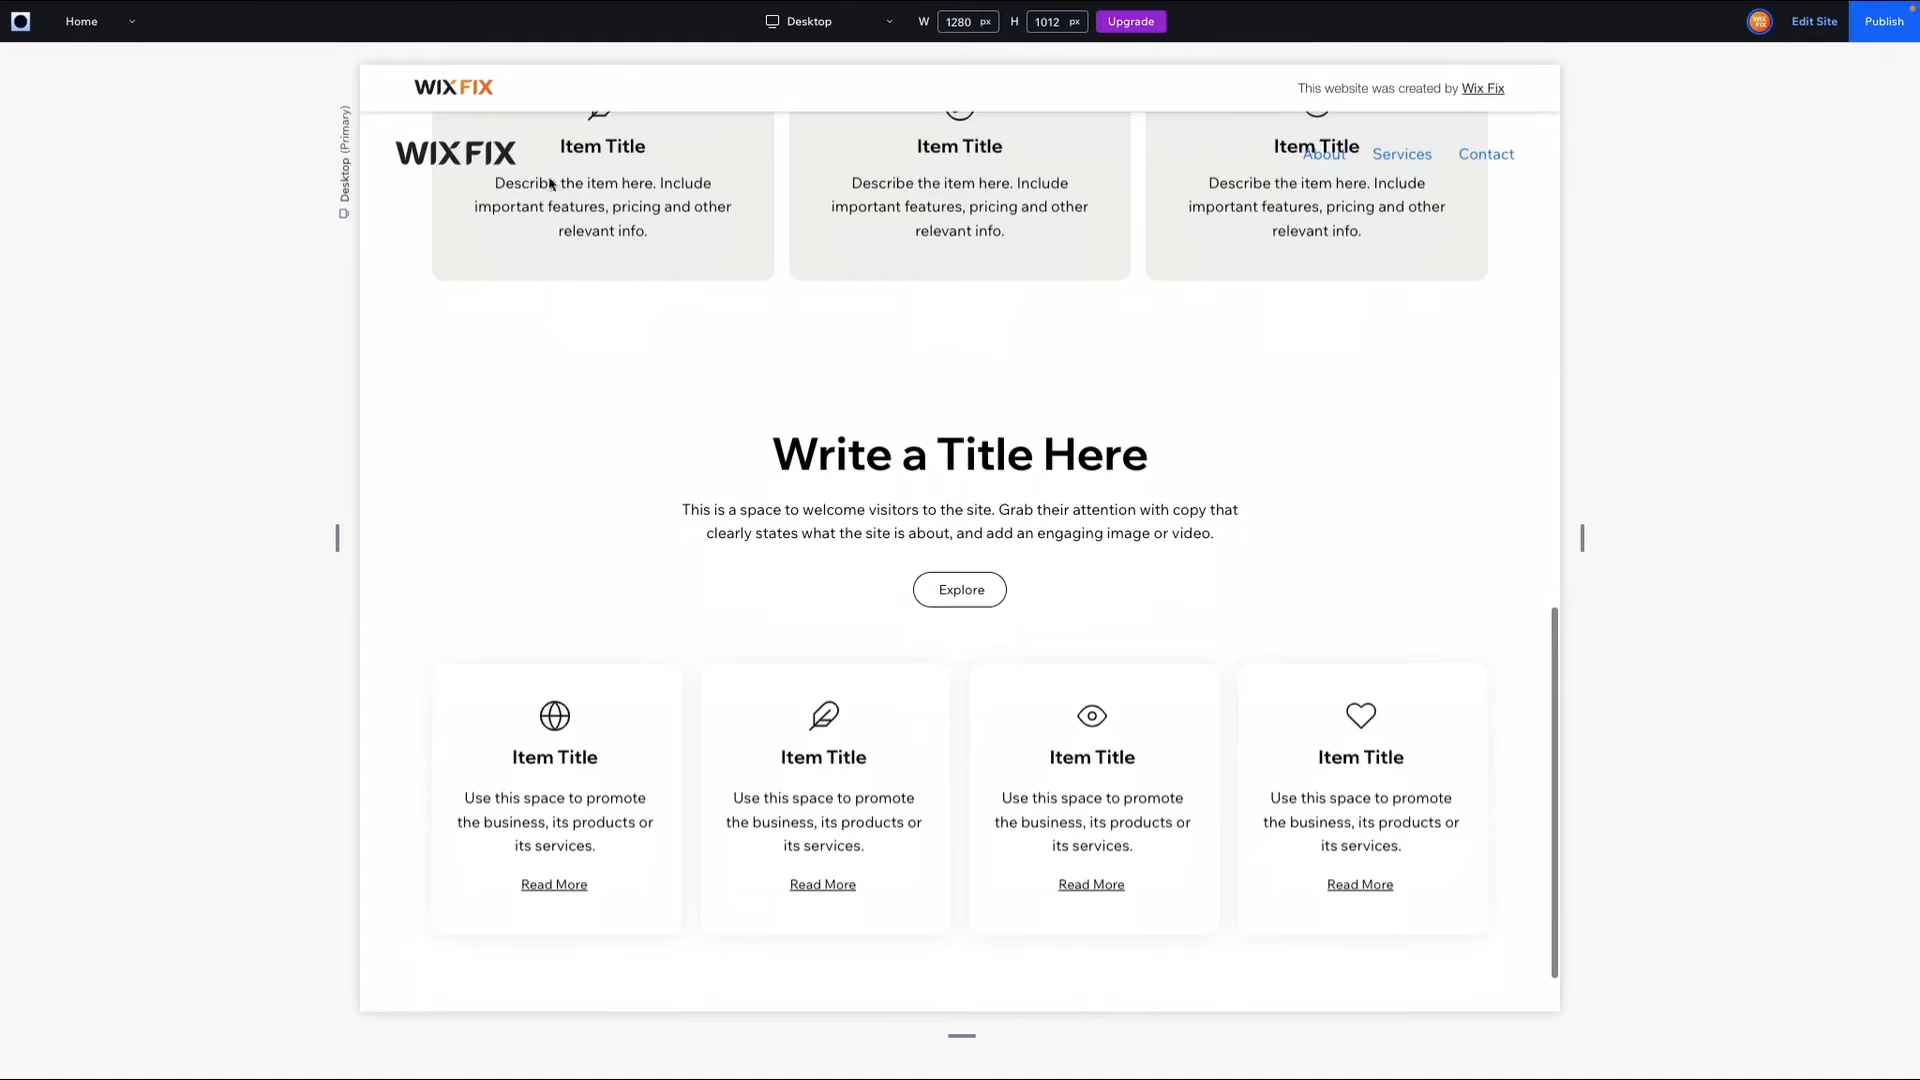 Home
Desktop
W 1280 px
H 1012 px
Upgrade
Edit Site
Publish
WIX FIX
This website was created by Wix Fix
Desktop (Primary)
WIX FIX
About
Services
Contact
Item Title
Describe the item here. Include
important features, pricing and other
relevant info.
Item Title
Describe the item here. Include
important features, pricing and other
relevant info.
Item Title
Describe the item here. Include
important features, pricing and other
relevant info.
Write a Title Here
This is a space to welcome visitors to the site. Grab their attention with copy that
clearly states what the site is about, and add an engaging image or video.
Explore
Item Title
Use this space to promote
the business, its products or
its services.
Read More
Item Title
Use this space to promote
the business, its products or
its services.
Read More
Item Title
Use this space to promote
the business, its products or
its services.
Read More
Item Title
Use this space to promote
the business, its products or
its services.
Read More